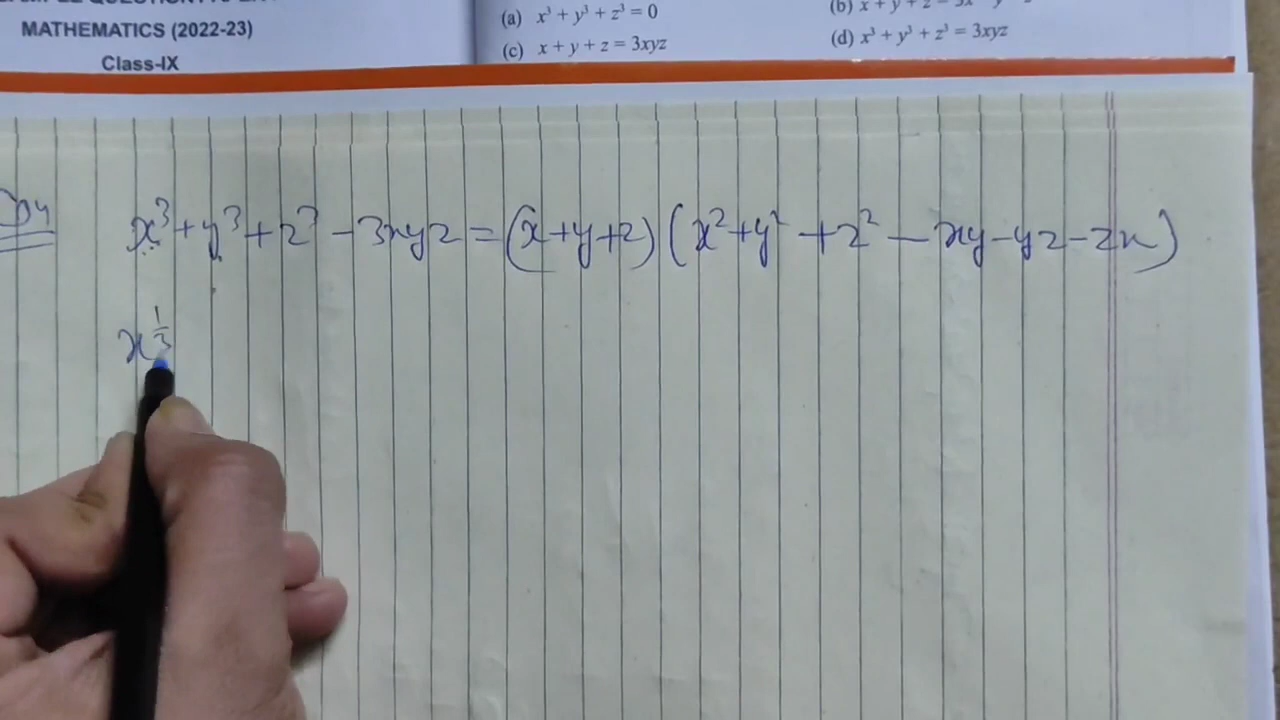 MATHEMATICS (2022-23)
Class-IX
(a) x³ + y³ + z³ = 0
(b) x + y + z =
(c) x + y + z = 3xyz
(d) x³ + y³ + z³ = 3xyz
x³ + y³ + z³ - 3xyz = (x+y+z) (x² + y² + z² - xy - yz - zx)
x^1/3